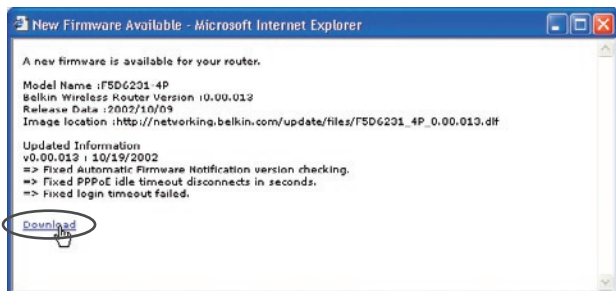 New Firmware Available - Microsoft Internet Explorer
A new firmware is available for your router.
Model Name :F5D6231-4P
Belkin Wireless Router Version :0.00.013
Release Data :2002/10/09
Image location :http://networking.belkin.com/update/files/F5D6231_4P_0.00.013.dlf
Updated Information
v0.00.013 : 10/19/2002
=> Fixed Automatic Firmware Notification version checking.
=> Fixed PPPoE idle timeout disconnects in seconds.
=> Fixed login timeout failed.
Download